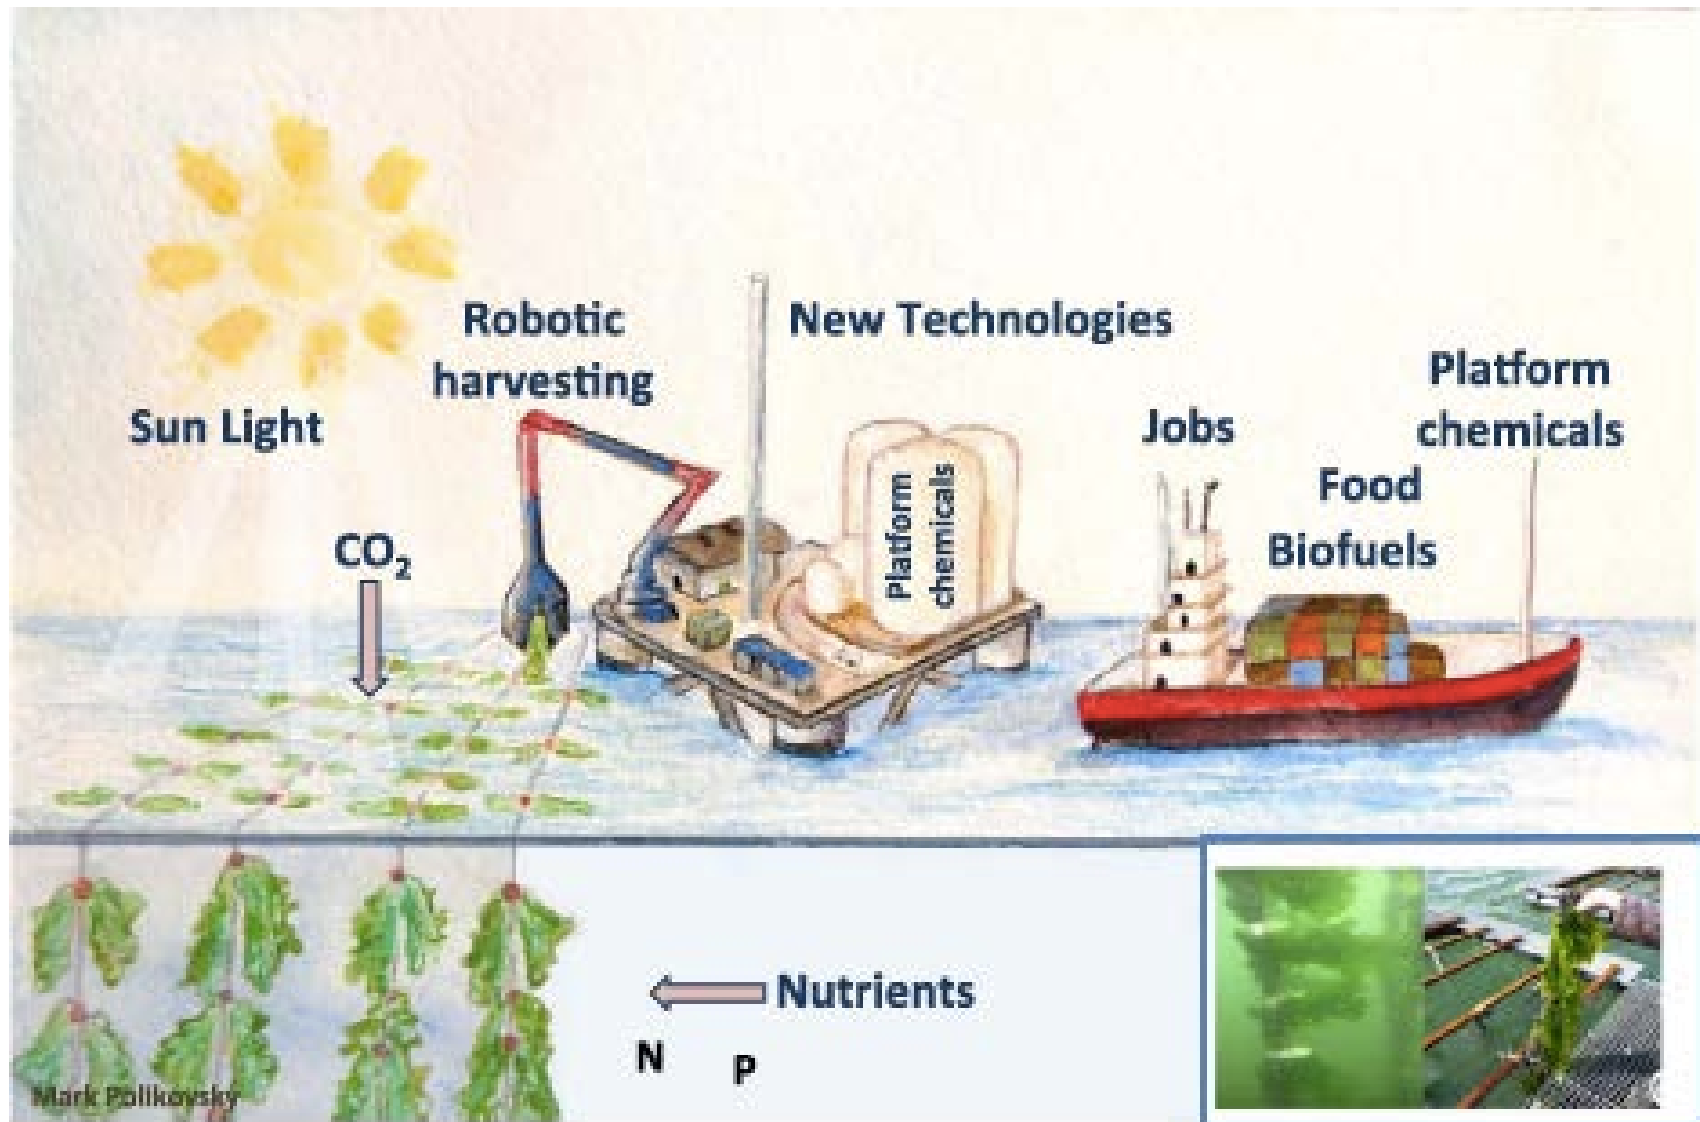 Robotic
harvesting
New Technologies
Sun Light
Platform
chemicals
Jobs
Food
Biofuels
CO₂
Platform
chemicals
Nutrients
N P
Mark Polikovsky